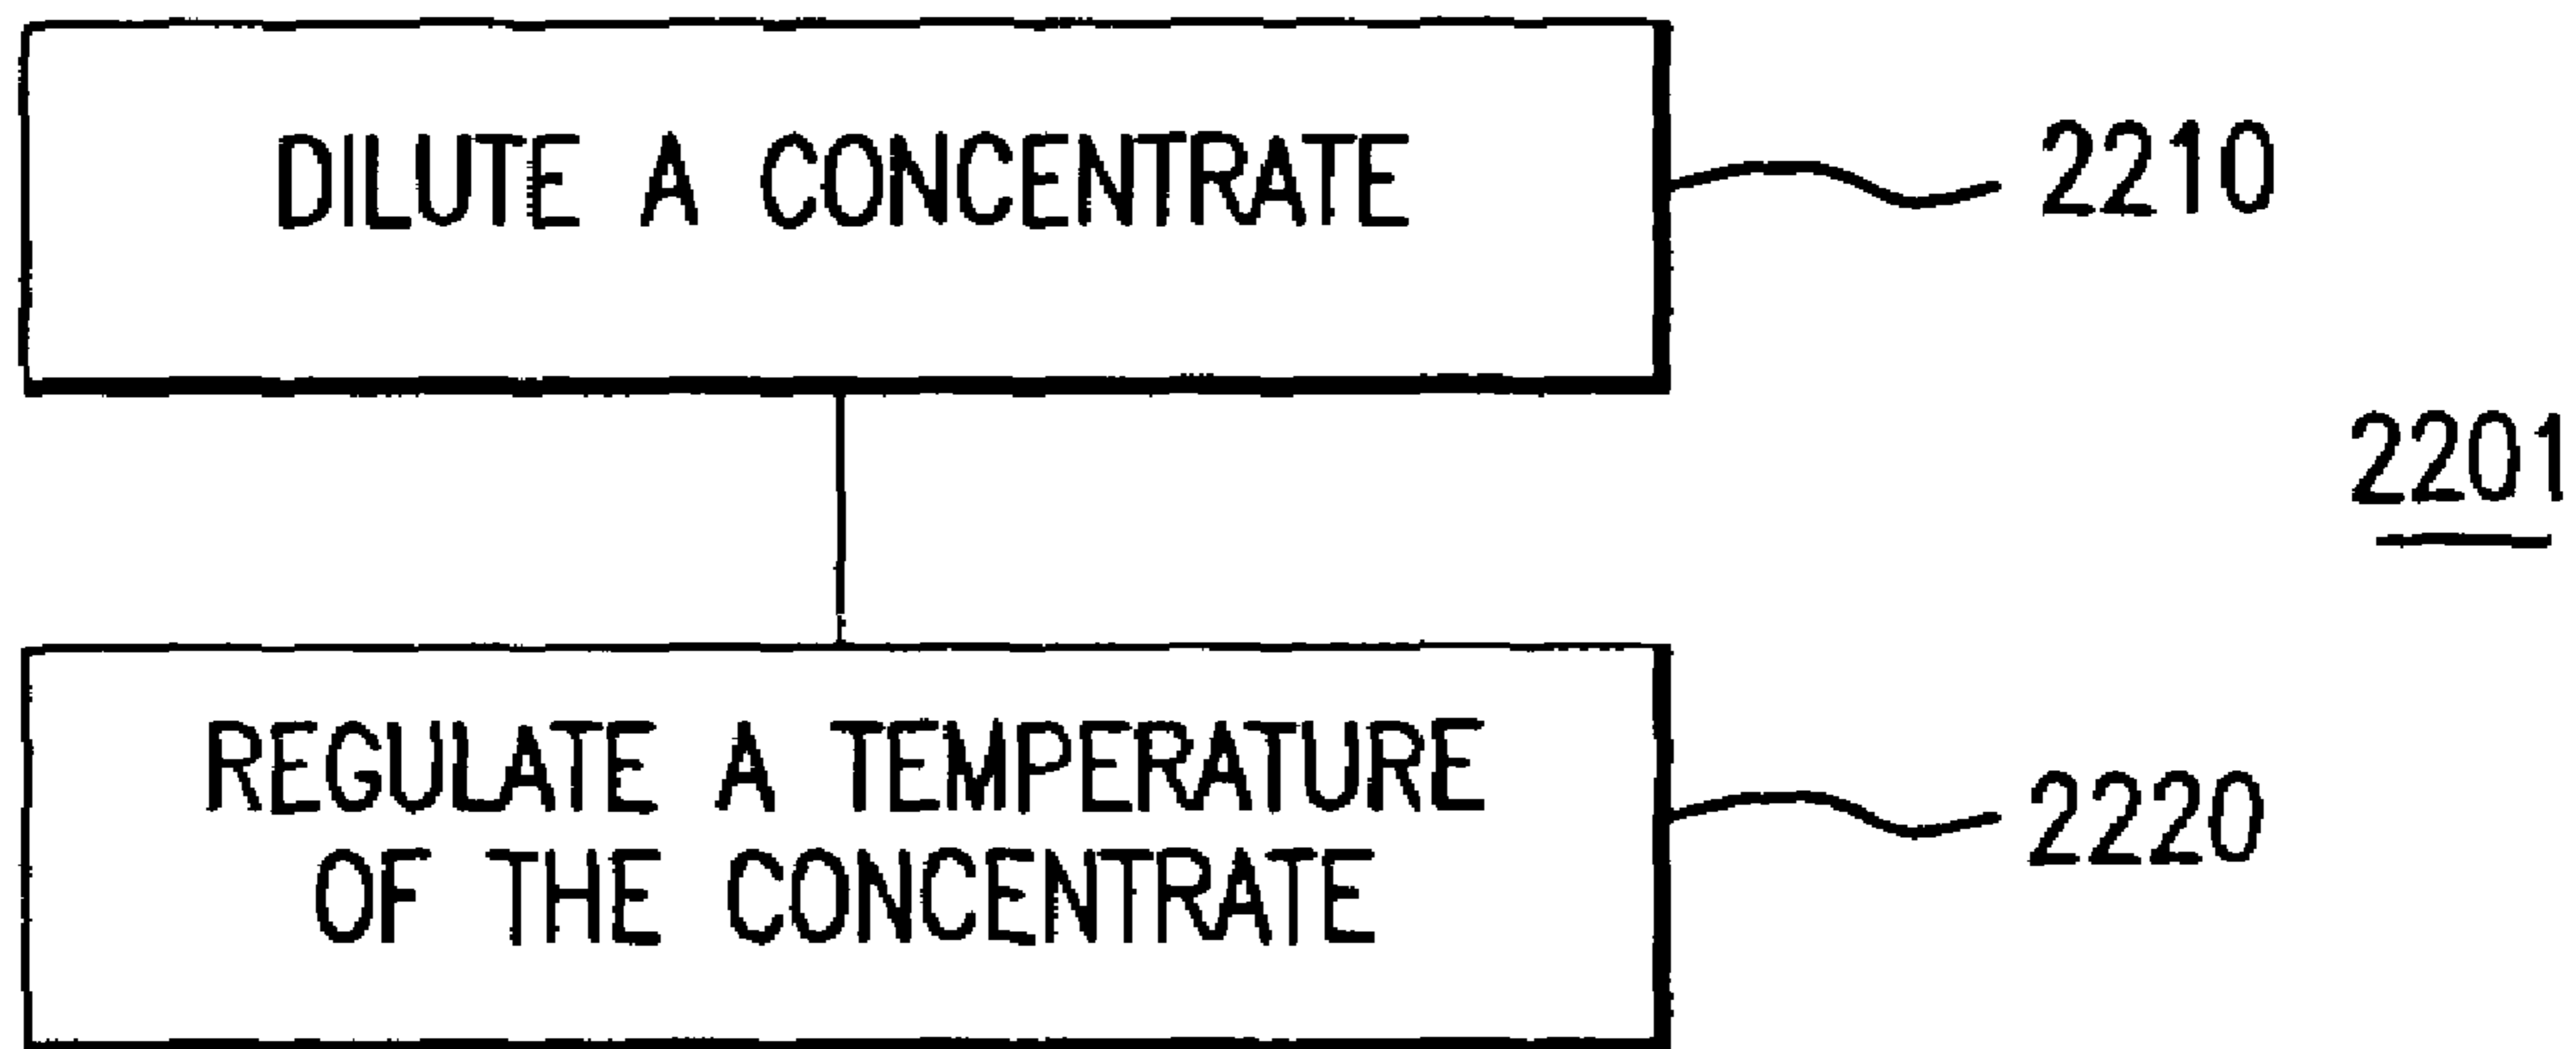 DILUTE A CONCENTRATE
2210
2201
REGULATE A TEMPERATURE
OF THE CONCENTRATE
2220